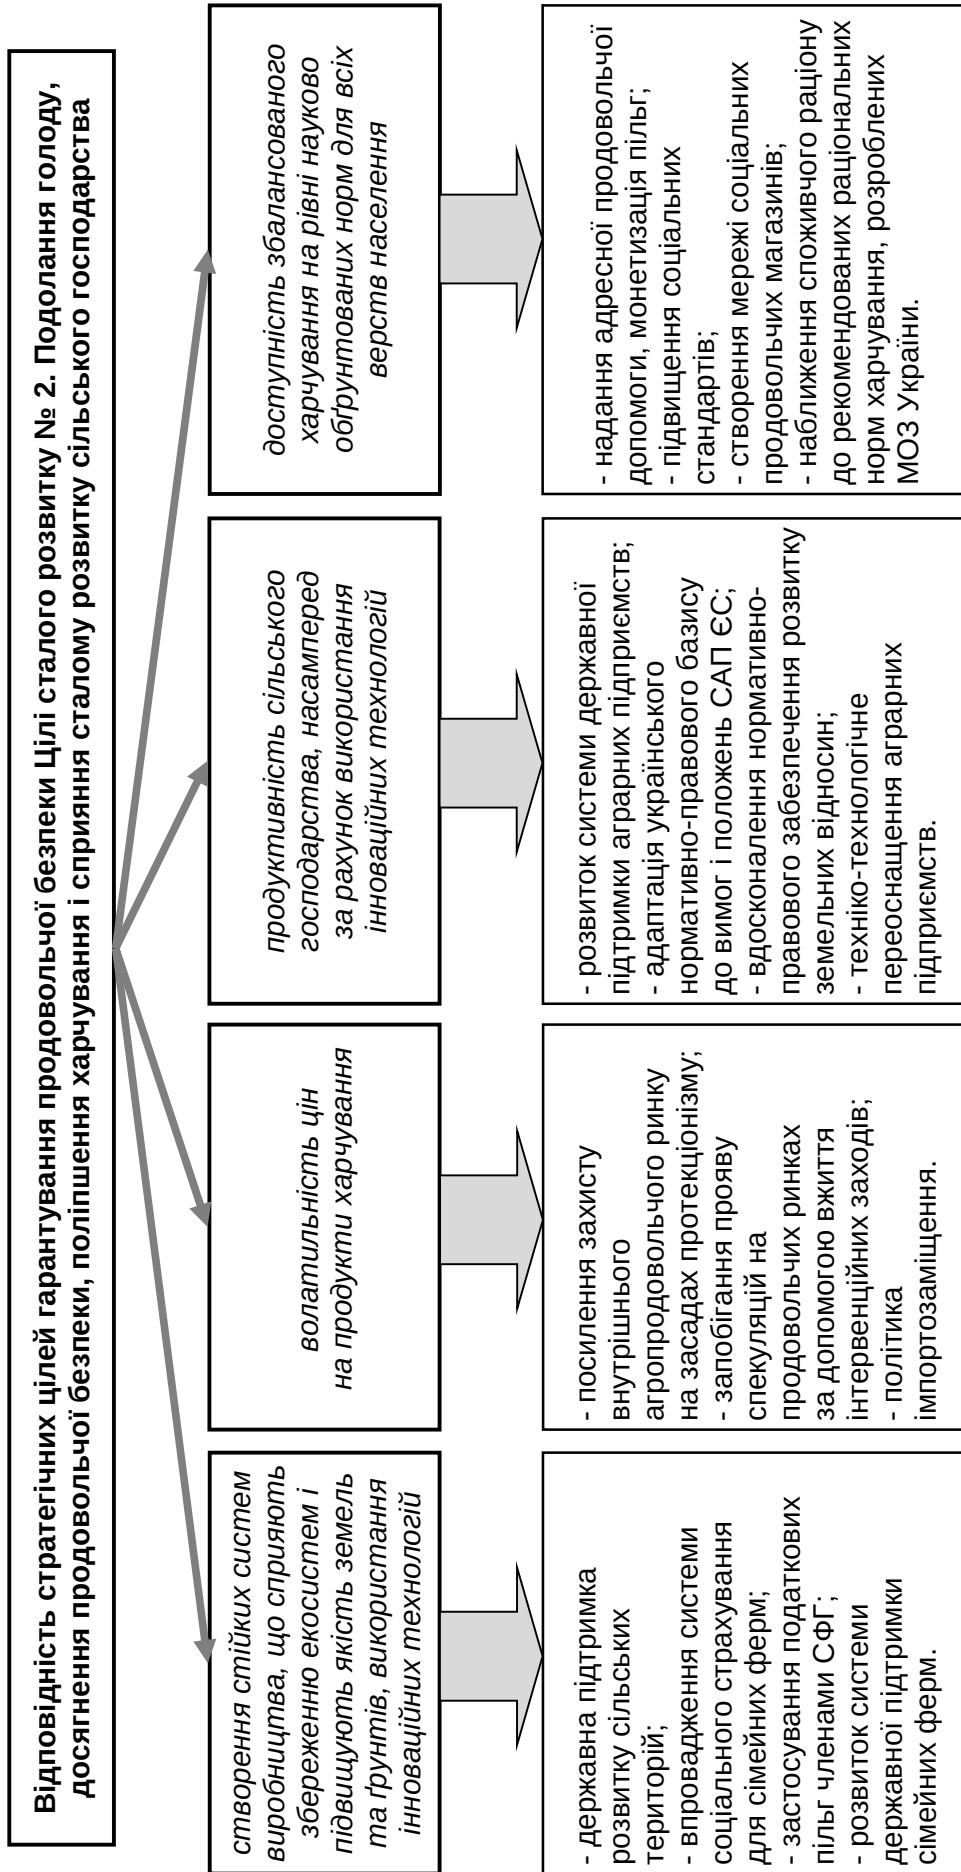 Відповідність стратегічних цілей гарантування продовольчої безпеки Цілі сталого розвитку № 2. Подолання голоду,
досягнення продовольчої безпеки, поліпшення харчування і сприяння сталому розвитку сільського господарства
створення стійких систем
виробництва, що сприяють
збереженню екосистем і
підвищують якість земель
та ґрунтів, використання
інноваційних технологій
волатильність цін
на продукти харчування
продуктивність сільського
господарства, насамперед
за рахунок використання
інноваційних технологій
доступність збалансованого
харчування на рівні науково
обґрунтованих норм для всіх
верств населення
- державна підтримка
розвитку сільських
територій;
- впровадження системи
соціального страхування
для сімейних ферм;
- застосування податкових
пільг членами СФГ;
- розвиток системи
державної підтримки
сімейних ферм.
- посилення захисту
внутрішнього
агропродовольчого ринку
на засадах протекціонізму;
- запобігання прояву
спекуляцій на
продовольчих ринках
за допомогою вжиття
інтервенційних заходів;
- політика
імпортозаміщення.
- розвиток системи державної
підтримки аграрних підприємств;
- адаптація українського
нормативно-правового базису
до вимог і положень САП ЄС;
- вдосконалення нормативно-
правового забезпечення розвитку
земельних відносин;
- техніко-технологічне
переоснащення аграрних
підприємств.
- надання адресної продовольчої
допомоги, монетизація пільг;
- підвищення соціальних
стандартів;
- створення мережі соціальних
продовольчих магазинів;
- наближення споживчого раціону
до рекомендованих раціональних
норм харчування, розроблених
МОЗ України.